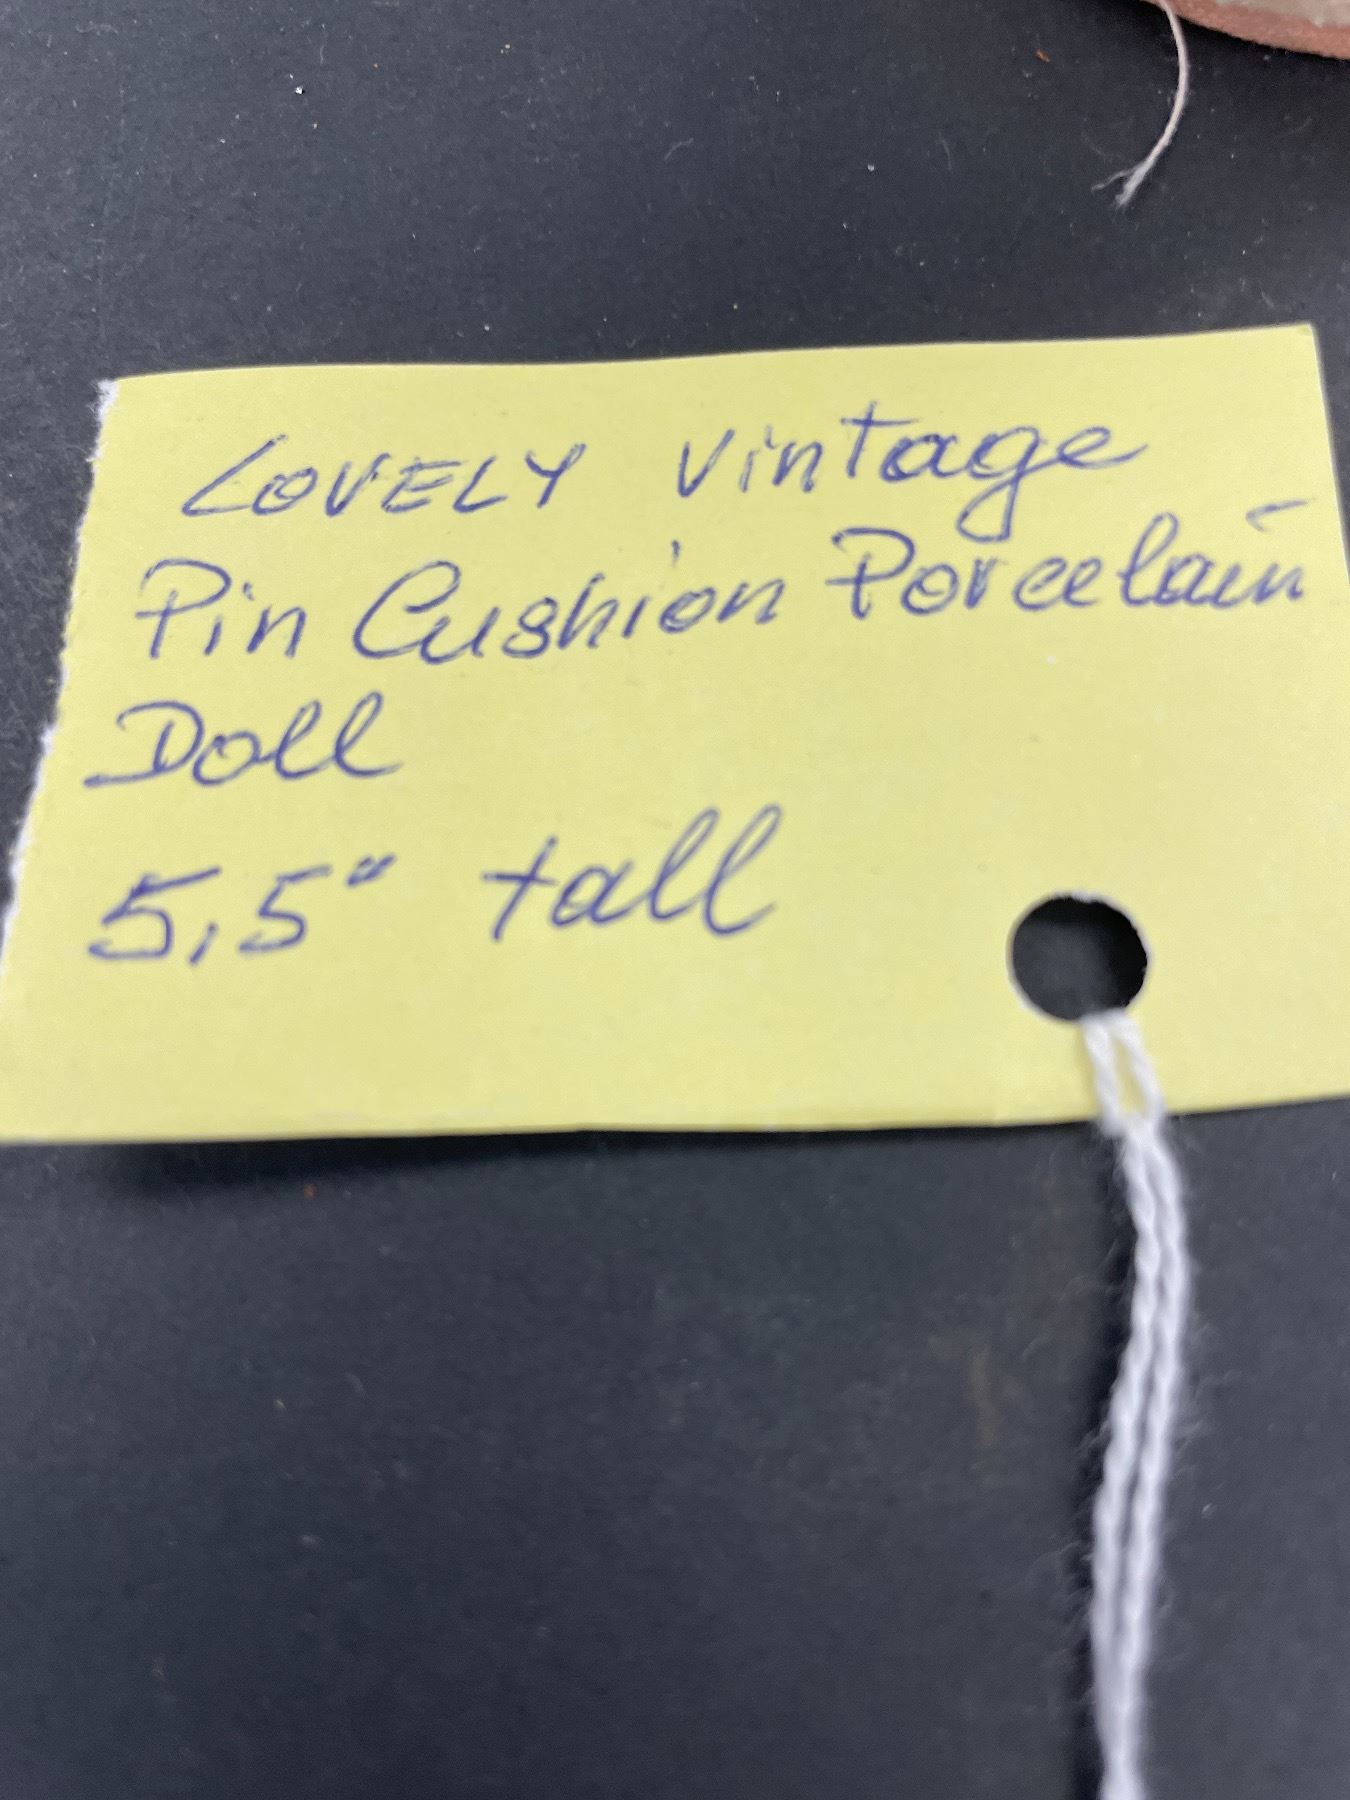 LOVELY vintage
Pin Cushion Porcelain
Doll
5,5" tall